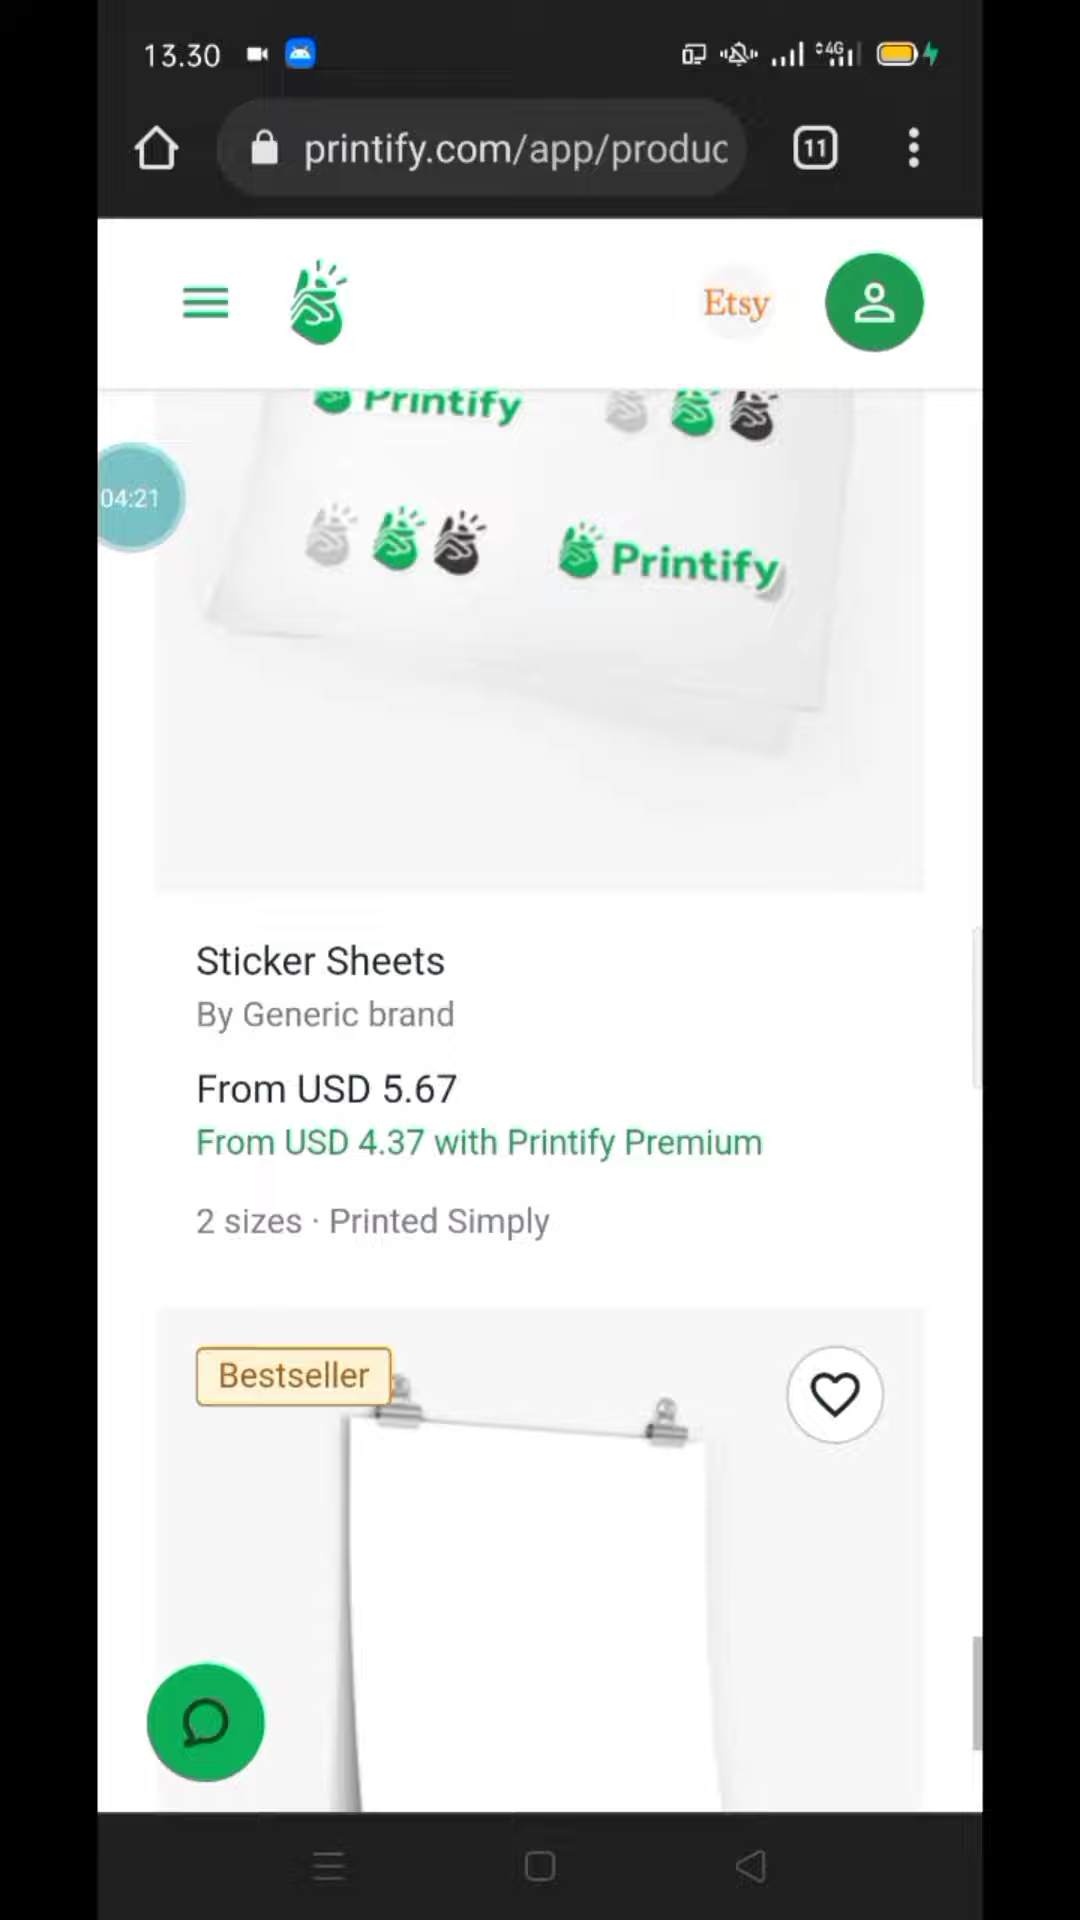 13.30
4G
printify.com/app/produc
11
Etsy
Printify
04:21
Printify
Sticker Sheets
By Generic brand
From USD 5.67
From USD 4.37 with Printify Premium
2 sizes · Printed Simply
Bestseller